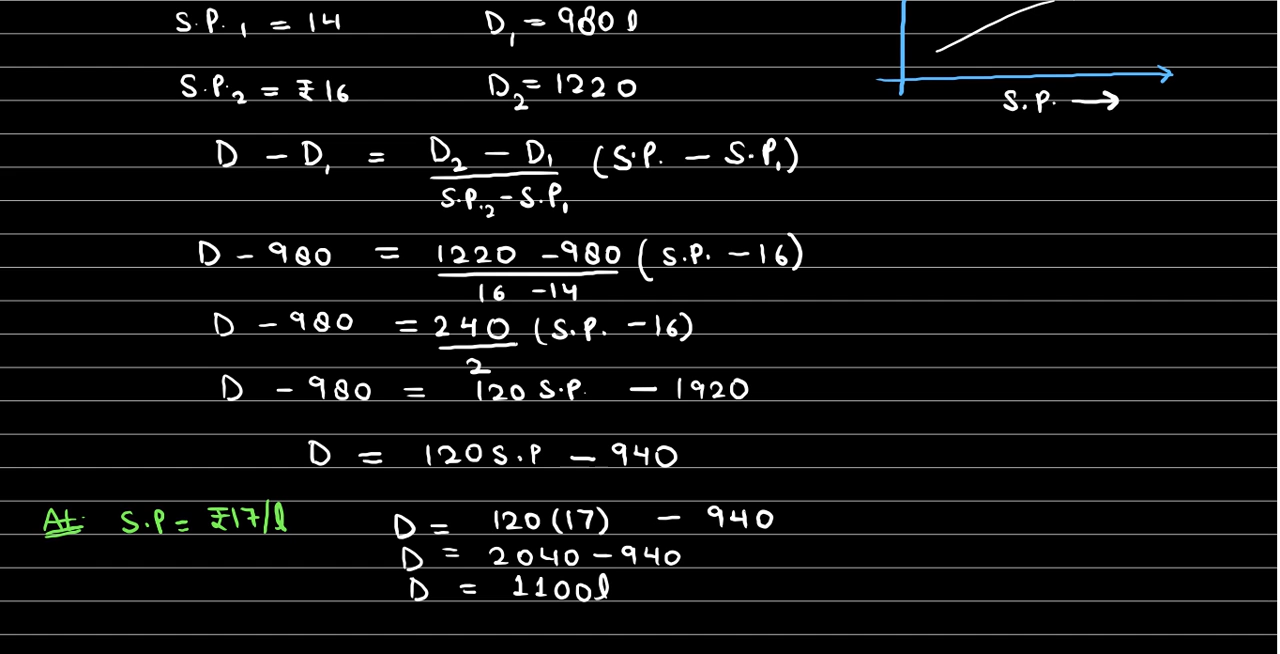 S.P.₁ = 14 D₁ = 980 l
S.P.₂ = ₹16 D₂ = 1220
S.P. →
D - D₁ = D₂ - D₁ / S.P.₂ - S.P.₁ (S.P. - S.P.₁)
D - 980 = 1220 - 980 / 16 - 14 (S.P. - 16)
D - 980 = 240 / 2 (S.P. - 16)
D - 980 = 120 S.P. - 1920
D = 120 S.P - 940
At S.P = ₹17/l D = 120(17) - 940
D = 2040 - 940
D = 1100l